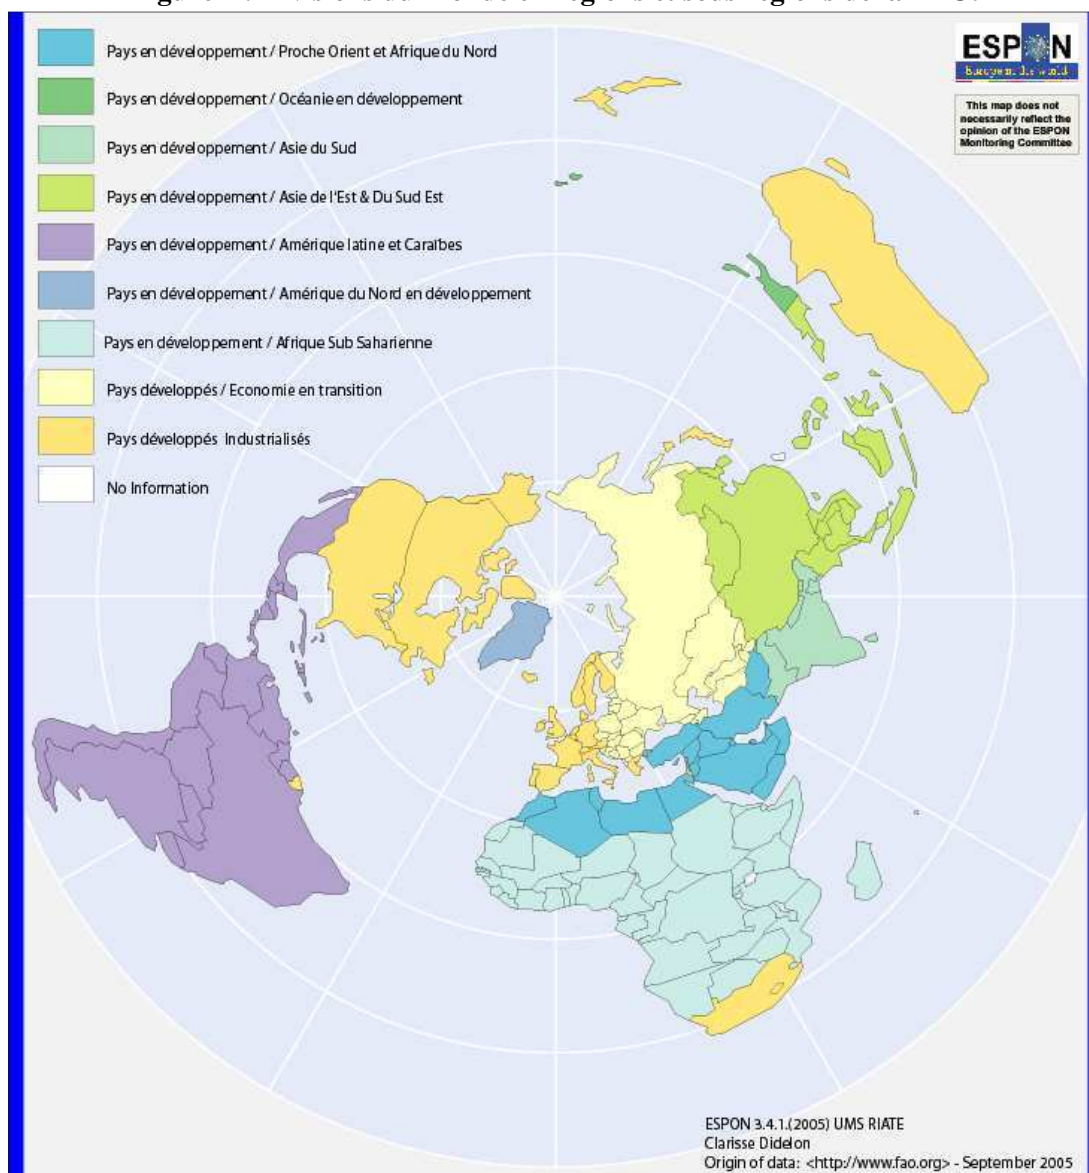 Pays en développement / Proche Orient et Afrique du Nord
Pays en développement / Océanie en développement
Pays en développement / Asie du Sud
Pays en développement / Asie de l'Est & Du Sud Est
Pays en développement / Amérique latine et Caraïbes
Pays en développement / Amérique du Nord en développement
Pays en développement / Afrique Sub Saharienne
Pays développés / Economie en transition
Pays développés Industrialisés
No Information
ESPON
Europe in the world
This map does not
necessarily reflect the
opinion of the ESPON
Monitoring Committee
ESPON 3.4.1.(2005) UMS RIATE
Clarisse Didelon
Origin of data: <http://www.fao.org> - September 2005